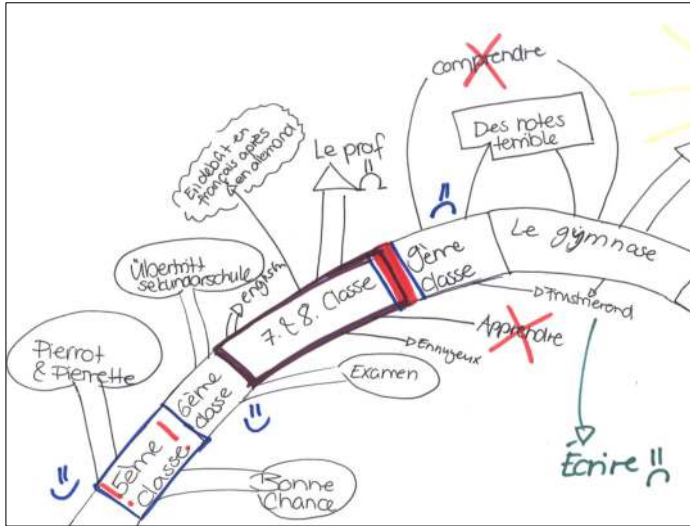 Comprendre
Des notes
terrible
Le prof
En début en
français après
en allemand
Übertritt
sekundarschule
english
7. & 8. Classe
9ème
classe
Le gymnase
Pierrot
& Pierrette
6ème
classe
5ème
classe
Examen
Ennuyeux
Apprendre
Frustrierend
Bonne
Chance
Écrire